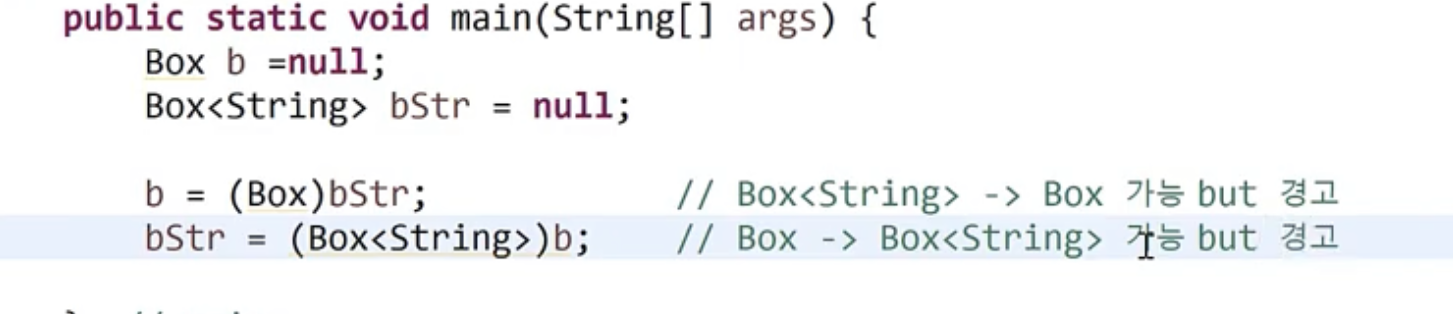 public static void main(String[] args) {
Box b =null;
Box<String> bStr = null;
b = (Box)bStr; // Box<String> -> Box 가능 but 경고
bStr = (Box<String>)b; // Box -> Box<String> 가능 but 경고